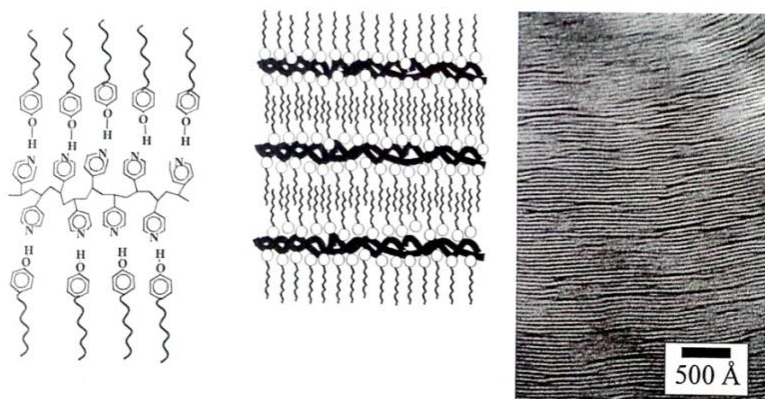 O O O O O
H H H H H
N N N N N
N N N N
H H H H
O O O O
500 Å